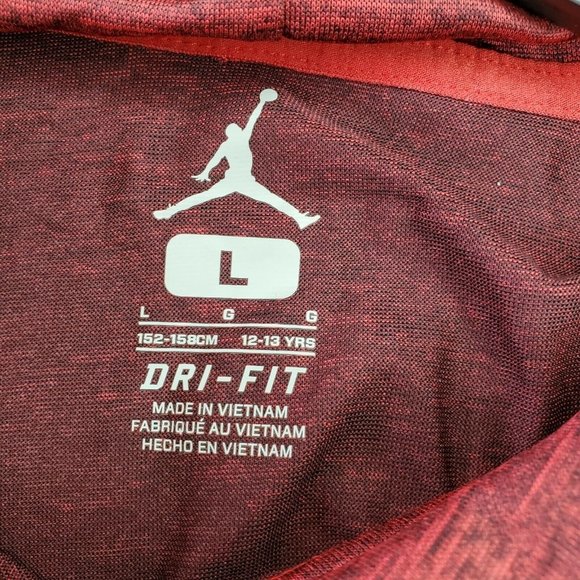 L
L G G
152-158CM 12-13 YRS
DRI-FIT
MADE IN VIETNAM
FABRIQUÉ AU VIETNAM
HECHO EN VIETNAM